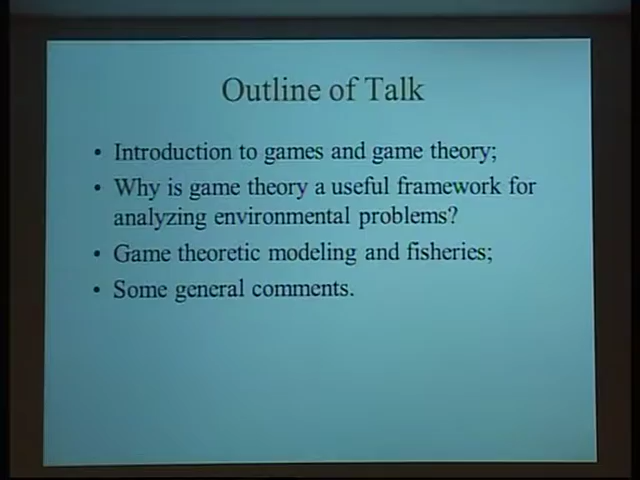 Outline of Talk
• Introduction to games and game theory;
• Why is game theory a useful framework for
analyzing environmental problems?
• Game theoretic modeling and fisheries;
• Some general comments.